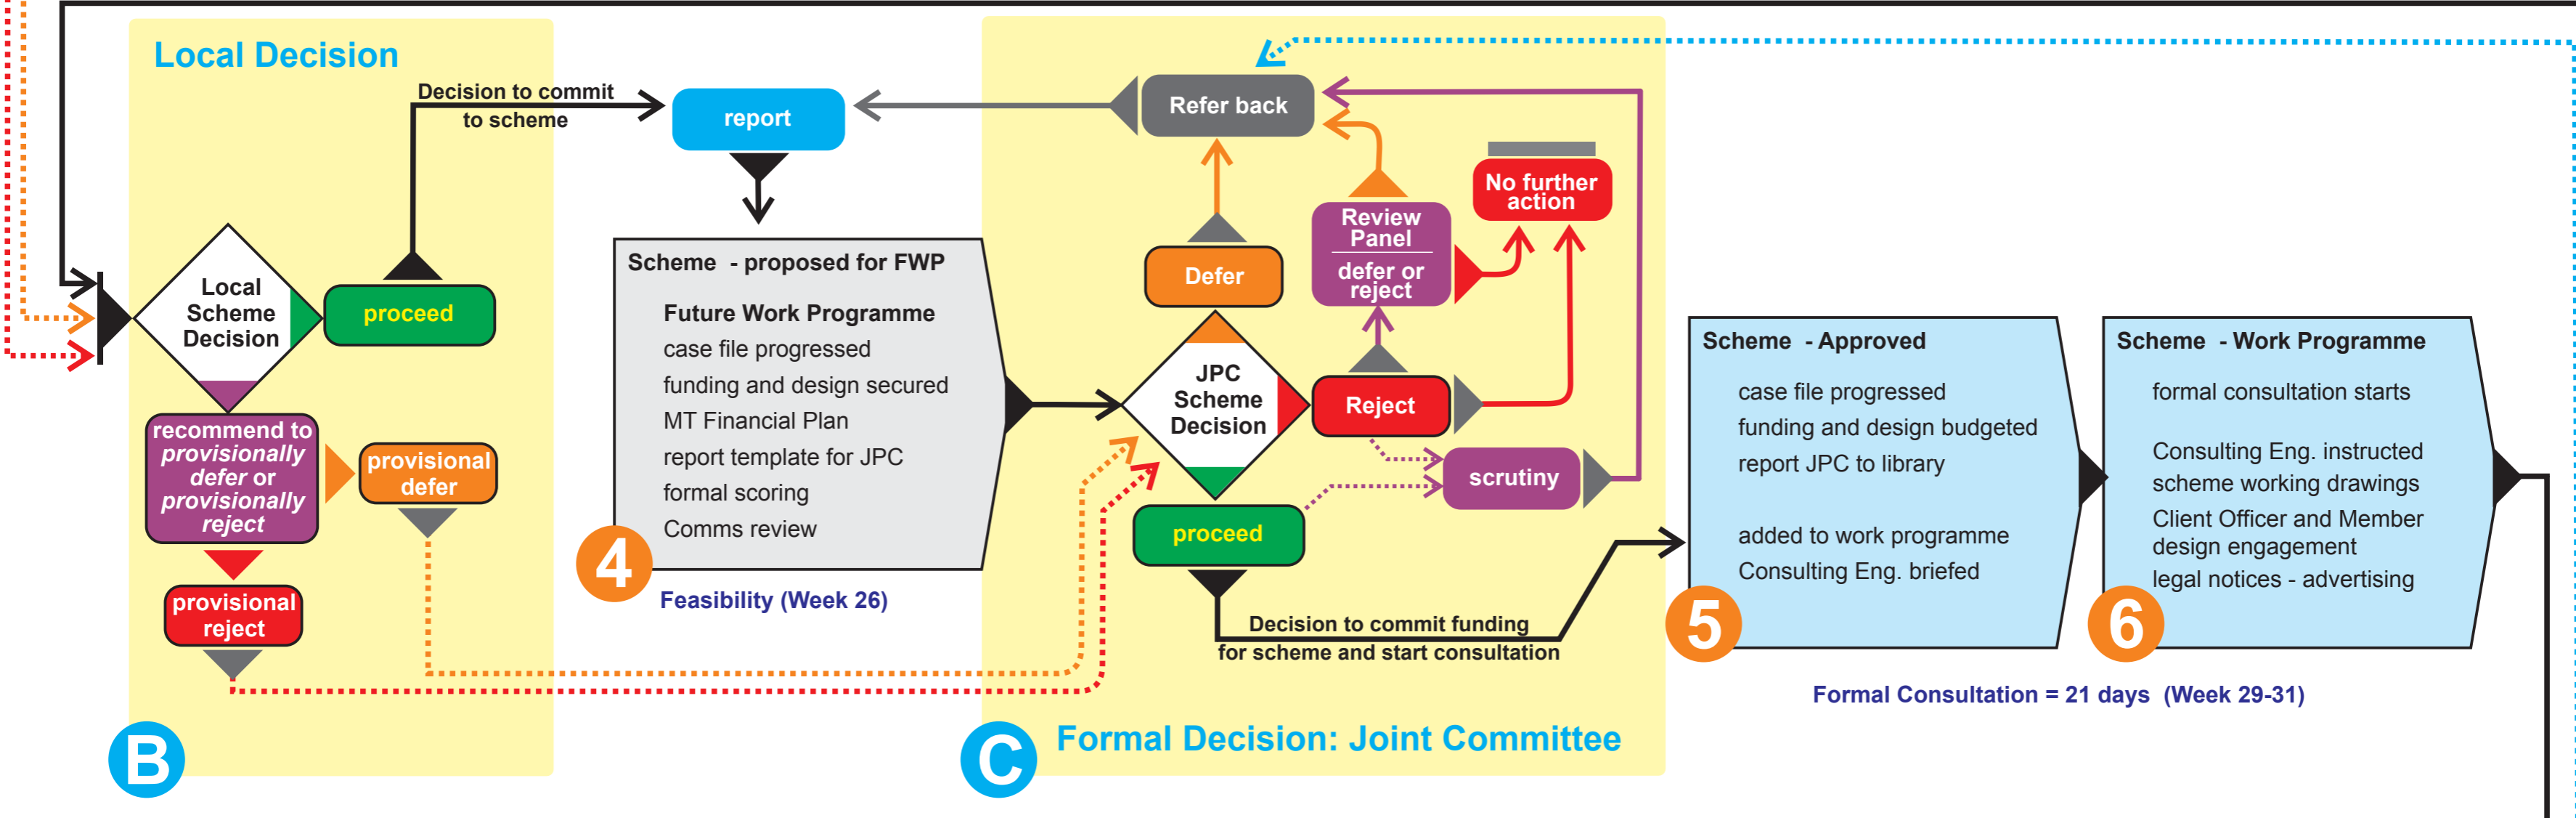 Local Decision
Decision to commit
to scheme
report
Local
Scheme
Decision
proceed
recommend to
provisionally
defer or
provisionally
reject
provisional
defer
provisional
reject
B
Scheme - proposed for FWP
Future Work Programme
case file progressed
funding and design secured
MT Financial Plan
report template for JPC
formal scoring
Comms review
4
Feasibility (Week 26)
Refer back
Defer
Review
Panel
defer or
reject
No further
action
JPC
Scheme
Decision
Reject
scrutiny
proceed
Decision to commit funding
for scheme and start consultation
C
Formal Decision: Joint Committee
Scheme - Approved
case file progressed
funding and design budgeted
report JPC to library
added to work programme
Consulting Eng. briefed
5
Scheme - Work Programme
formal consultation starts
Consulting Eng. instructed
scheme working drawings
Client Officer and Member
design engagement
legal notices - advertising
6
Formal Consultation = 21 days (Week 29-31)